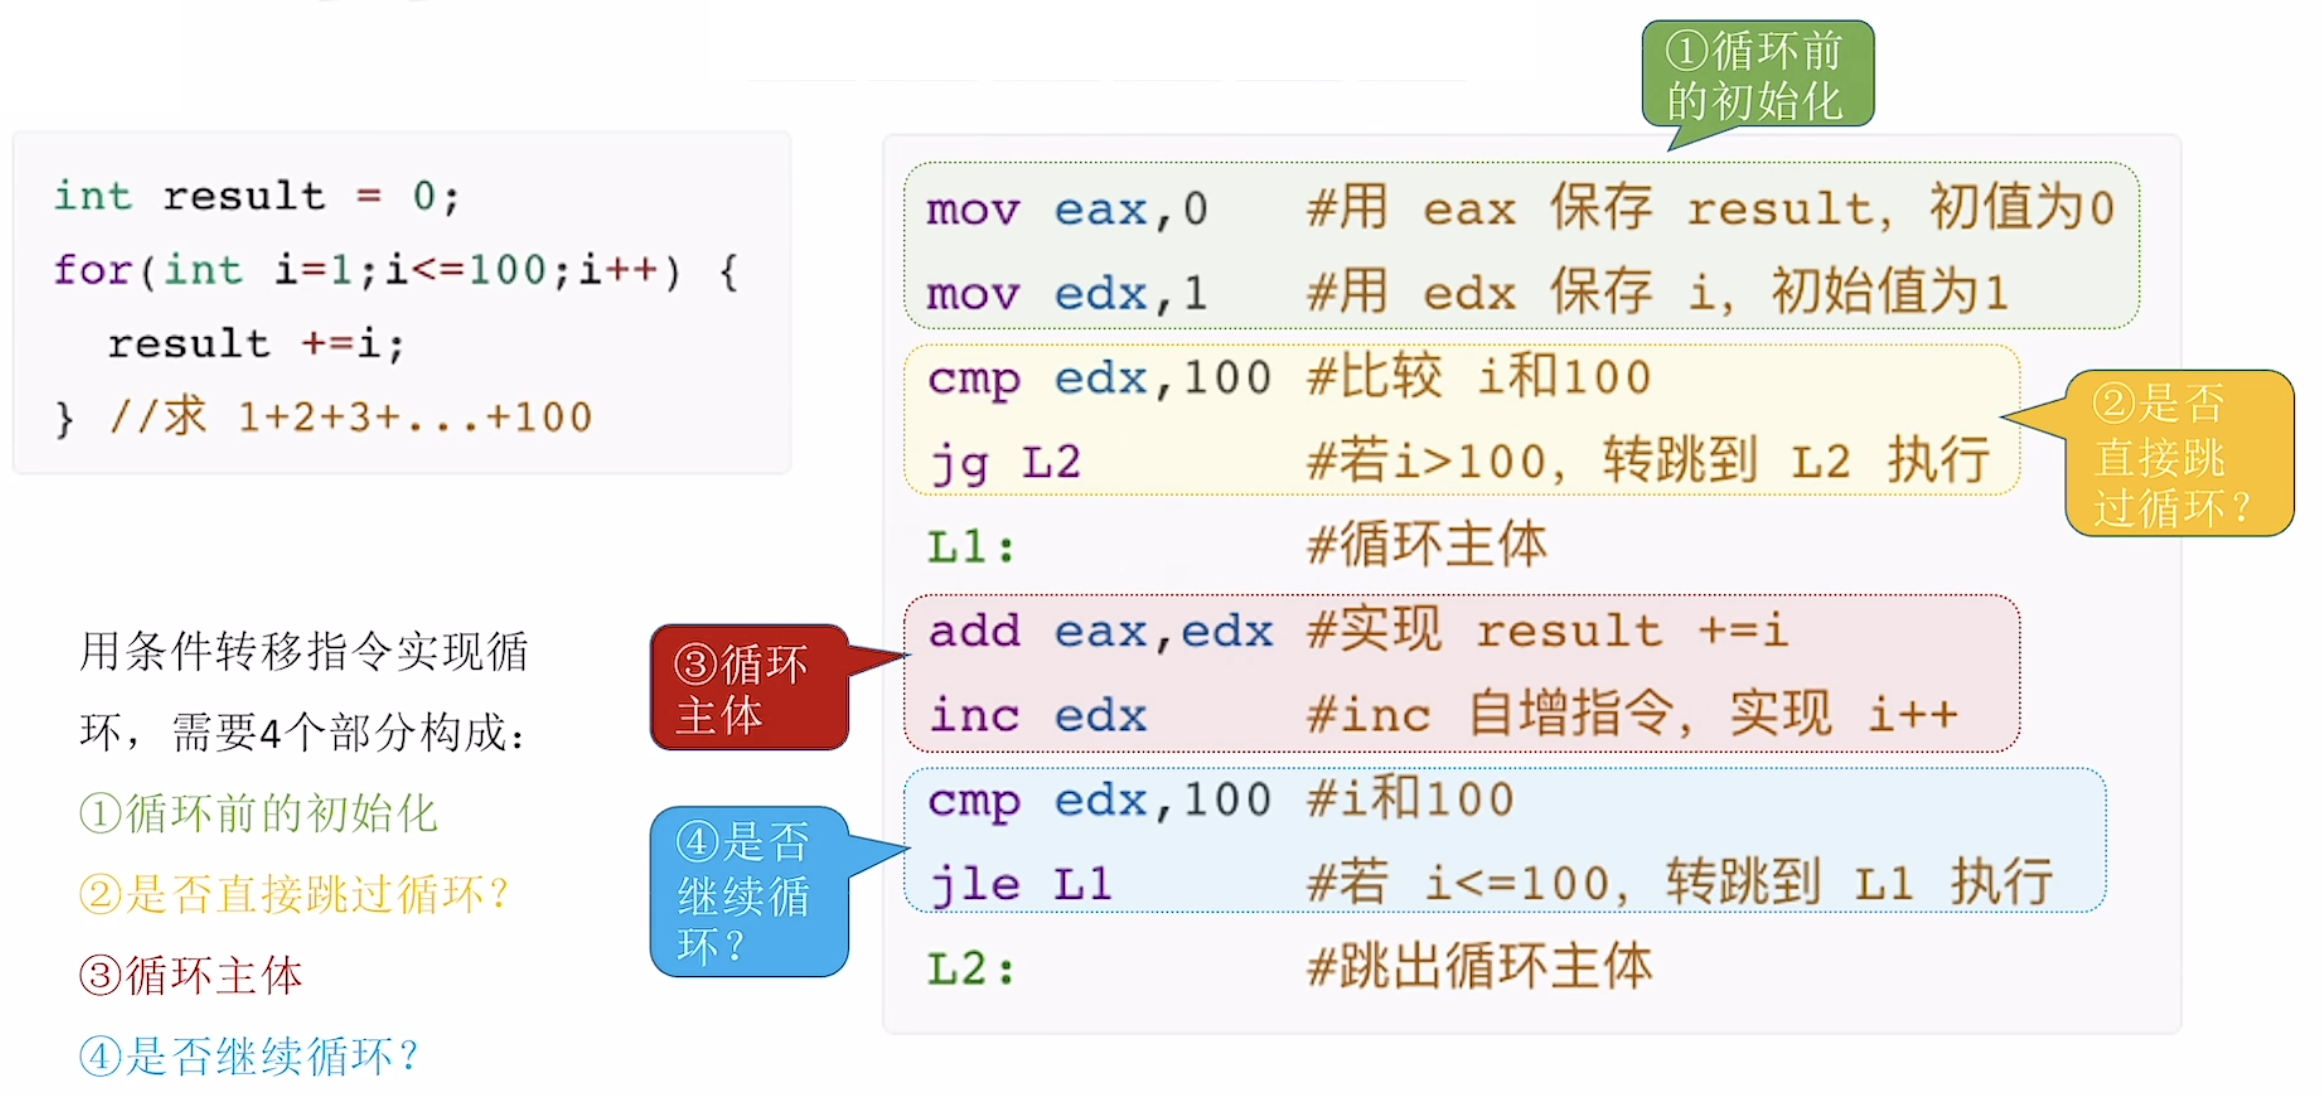 int result = 0;
for(int i=1;i<=100;i++) {
result +=i;
} //求 1+2+3+...+100
用条件转移指令实现循
环，需要4个部分构成：
①循环前的初始化
②是否直接跳过循环？
③循环主体
④是否继续循环？
①循环前
的初始化
mov eax,0 #用 eax 保存 result，初值为0
mov edx,1 #用 edx 保存 i，初始值为1
cmp edx,100 #比较 i和100
jg L2 #若i>100，转跳到 L2 执行
②是否
直接跳
过循环？
L1: #循环主体
③循环
主体
add eax,edx #实现 result +=i
inc edx #inc 自增指令，实现 i++
④是否
继续循
环？
cmp edx,100 #i和100
jle L1 #若 i<=100，转跳到 L1 执行
L2: #跳出循环主体